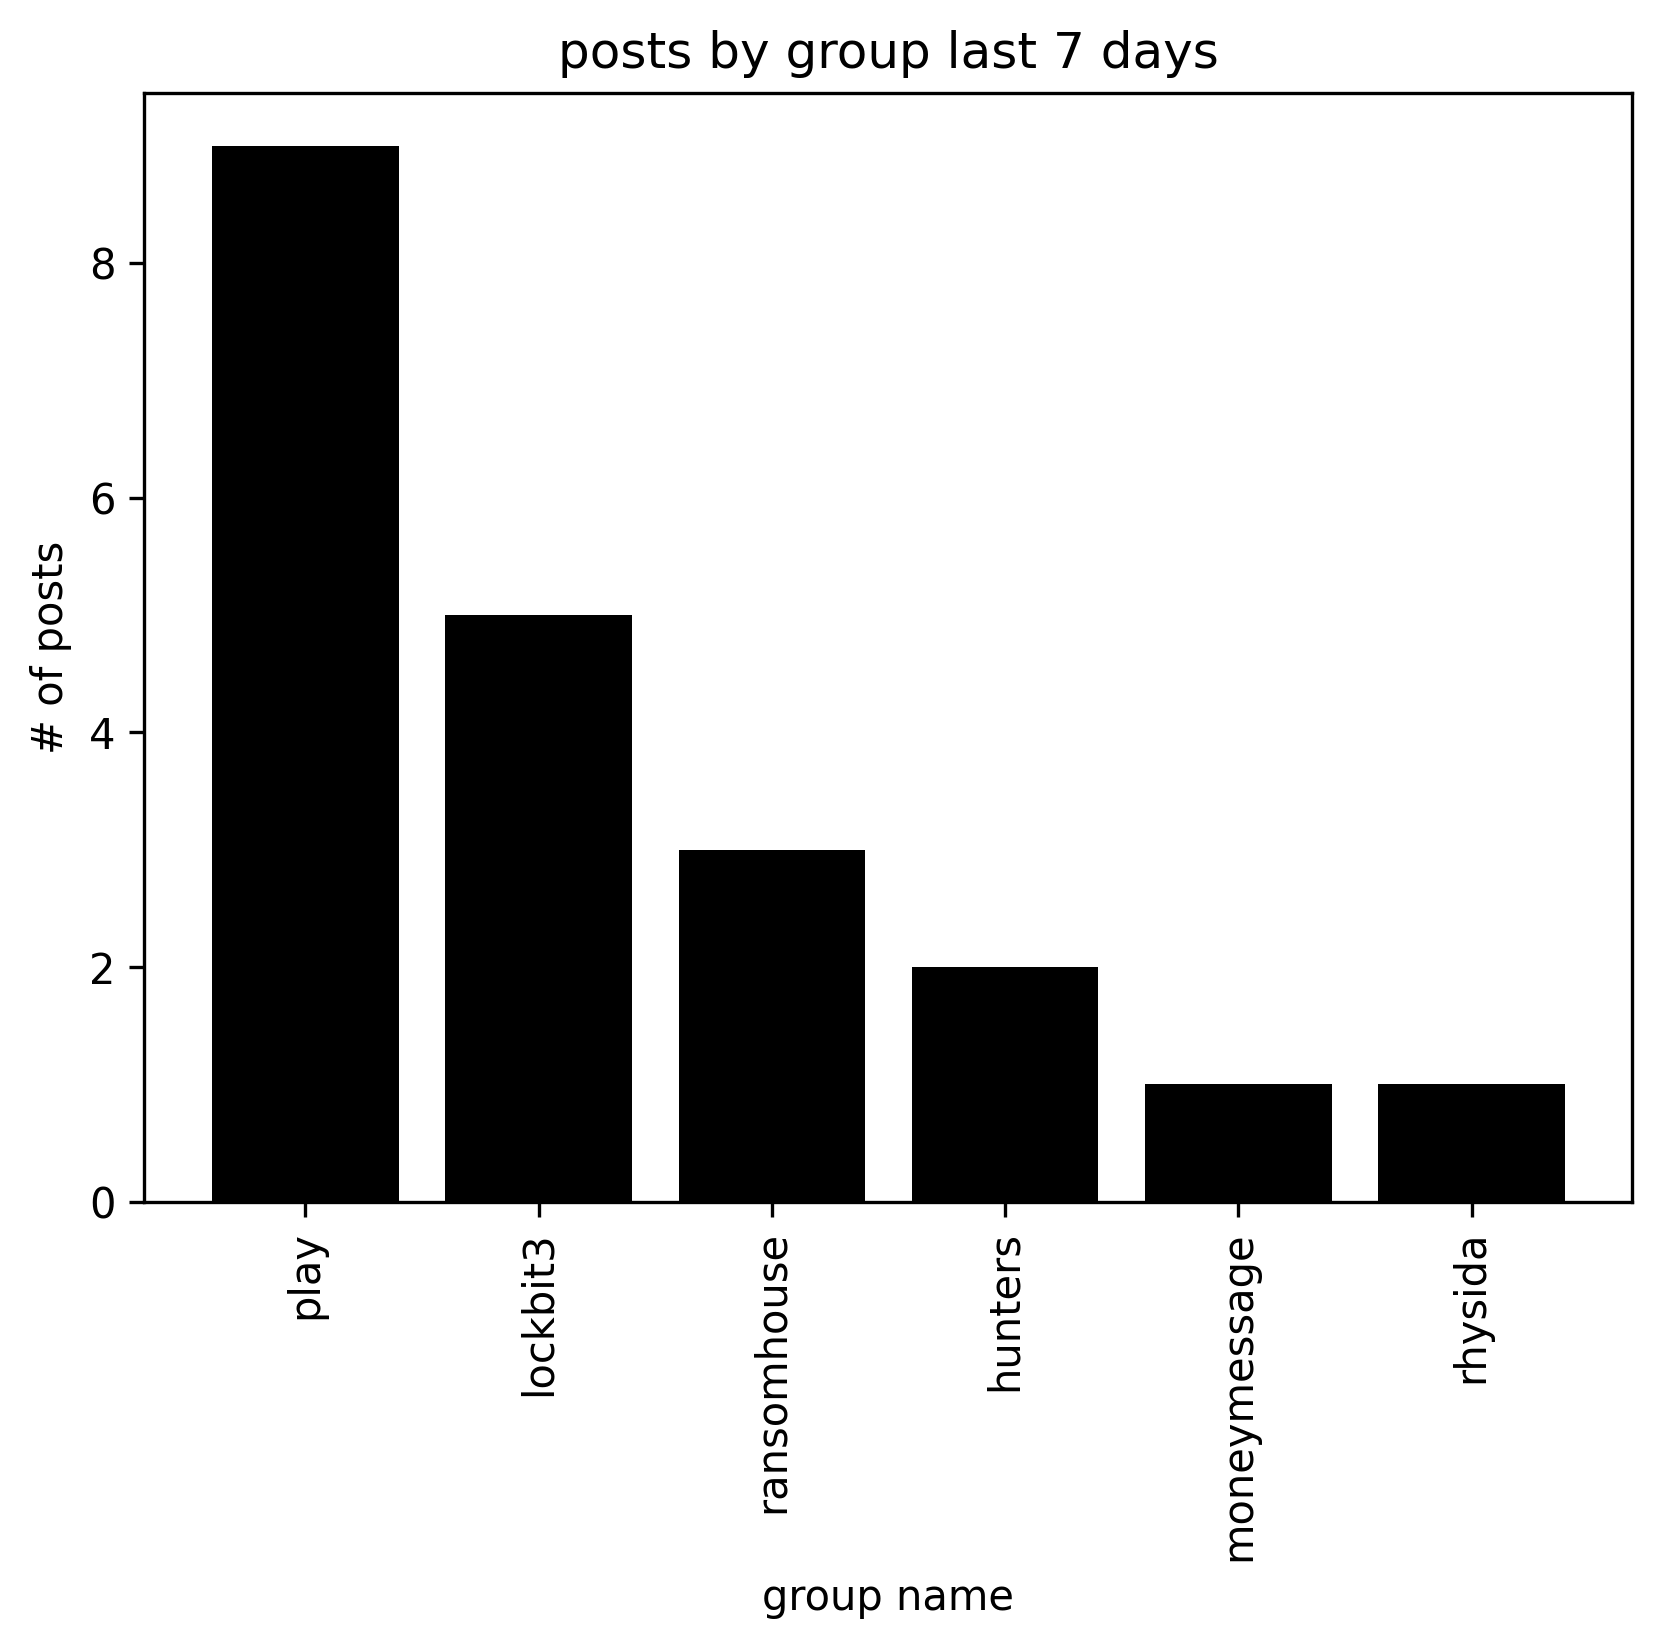 posts by group last 7 days
# of posts
8
6
4
2
0
play
lockbit3
ransomhouse
hunters
moneymessage
rhysida
group name